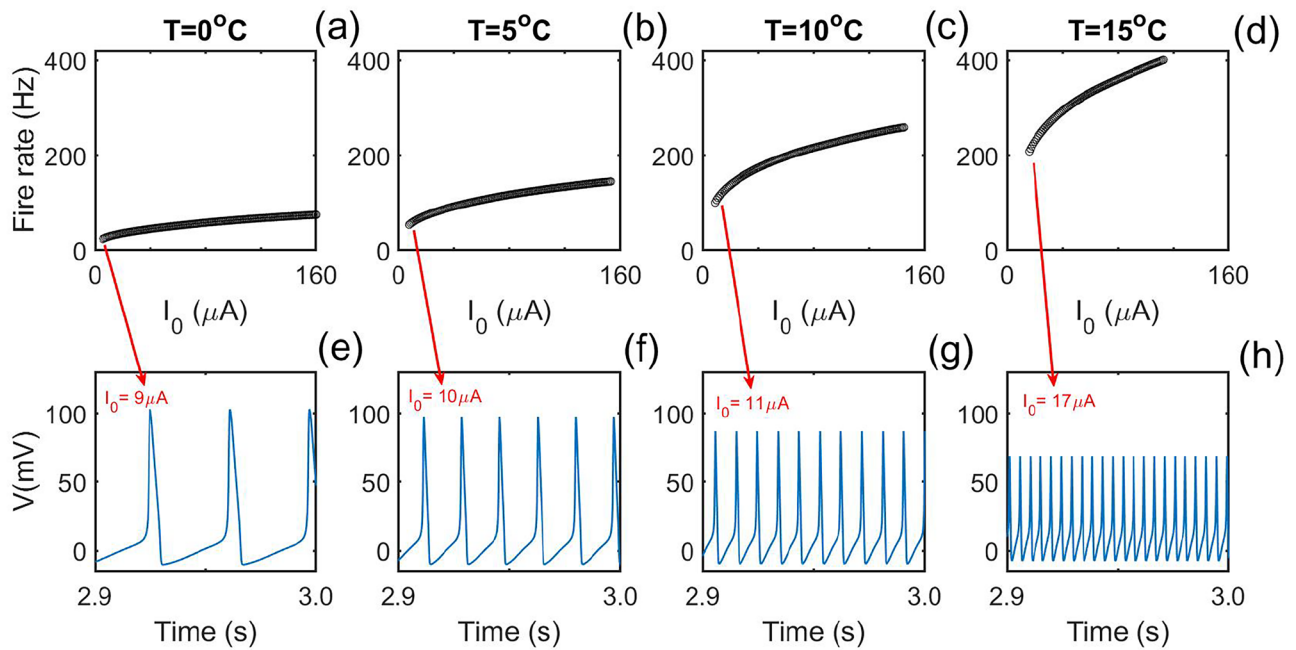 T=0°C (a) T=5°C (b) T=10°C (c) T=15°C (d)
400 400 400 400
Fire rate (Hz)
200 200 200 200
0 0 0 0
0 160 0 160 0 160 0 160
I₀ (μA) I₀ (μA) I₀ (μA) I₀ (μA)
(e) (f) (g) (h)
I₀= 9μA I₀= 10μA I₀= 11μA I₀= 17μA
100 100 100 100
V(mV)
50 50 50 50
0 0 0 0
2.9 3.0 2.9 3.0 2.9 3.0 2.9 3.0
Time (s) Time (s) Time (s) Time (s)